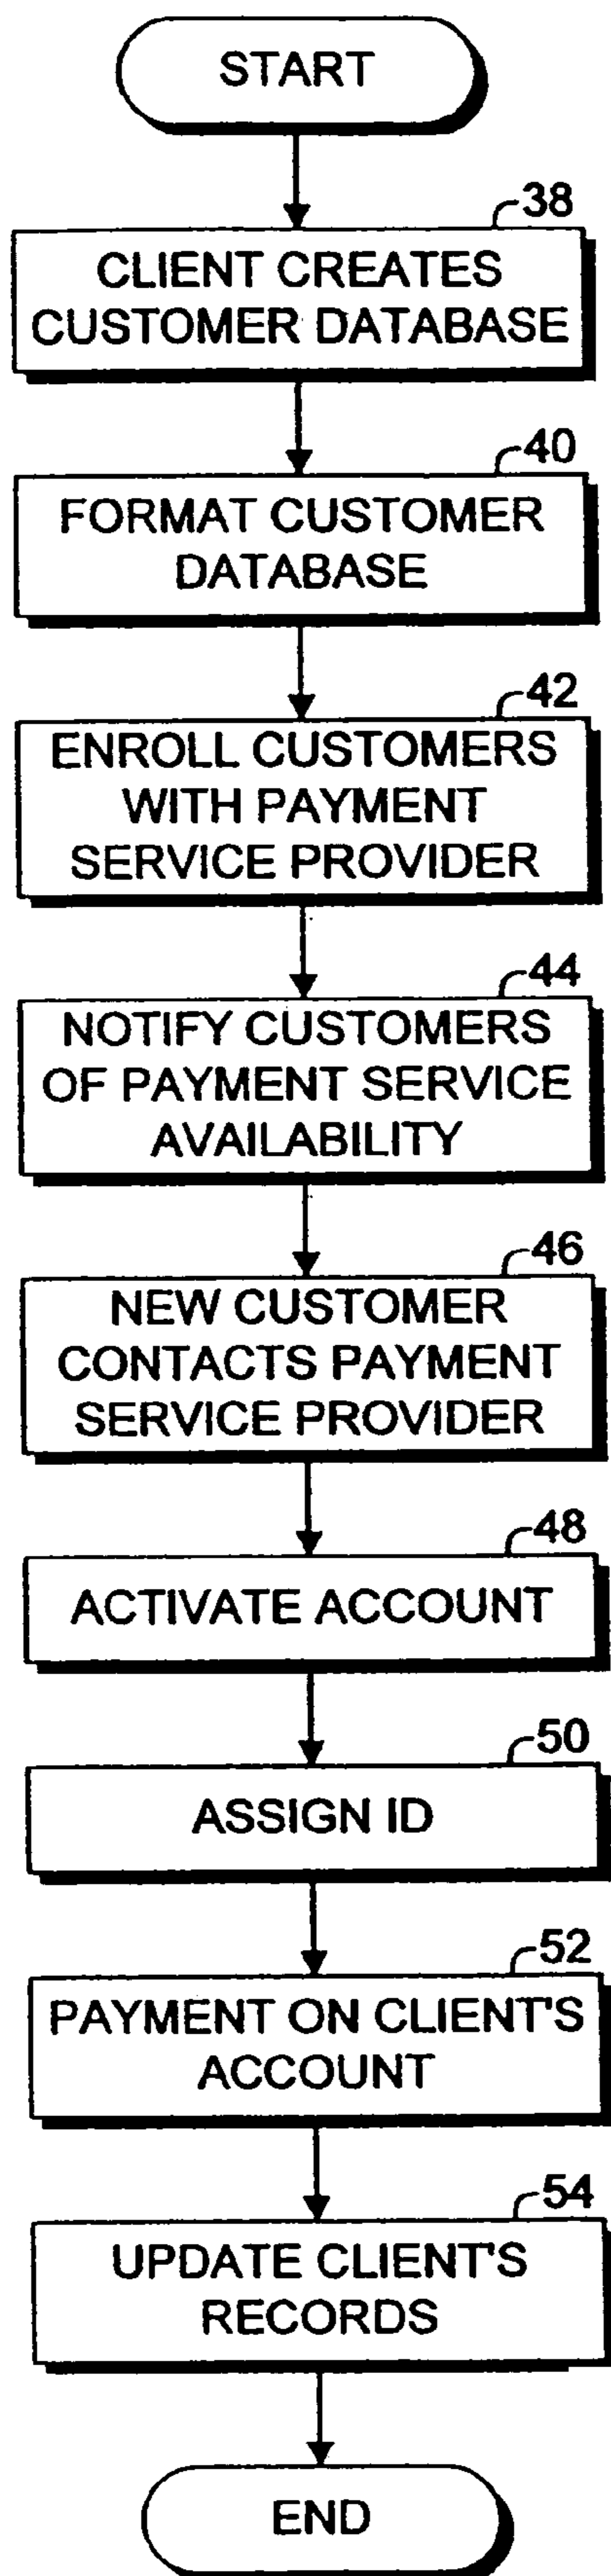 START
38
CLIENT CREATES
CUSTOMER DATABASE
40
FORMAT CUSTOMER
DATABASE
42
ENROLL CUSTOMERS
WITH PAYMENT
SERVICE PROVIDER
44
NOTIFY CUSTOMERS
OF PAYMENT SERVICE
AVAILABILITY
46
NEW CUSTOMER
CONTACTS PAYMENT
SERVICE PROVIDER
48
ACTIVATE ACCOUNT
50
ASSIGN ID
52
PAYMENT ON CLIENT'S
ACCOUNT
54
UPDATE CLIENT'S
RECORDS
END